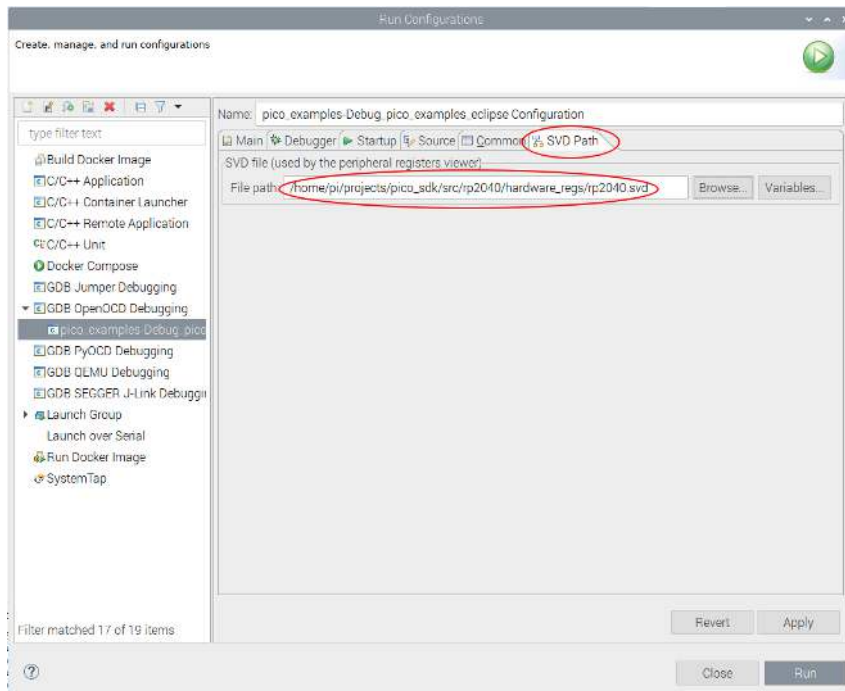 Run Configurations
Create, manage, and run configurations
type filter text
Build Docker Image
C/C++ Application
C/C++ Container Launcher
C/C++ Remote Application
C/C++ Unit
Docker Compose
GDB Jumper Debugging
GDB OpenOCD Debugging
pico_examples-Debug_pico
GDB PyOCD Debugging
GDB QEMU Debugging
GDB SEGGER J-Link Debuggin
Launch Group
Launch over Serial
Run Docker Image
SystemTap
Filter matched 17 of 19 items
Name: pico_examples-Debug_pico_examples_eclipse Configuration
Main Debugger Startup Source Common SVD Path
SVD file (used by the peripheral registers viewer)
File path: /home/pi/projects/pico_sdk/src/rp2040/hardware_regs/rp2040.svd Browse... Variables...
Revert Apply
Close Run